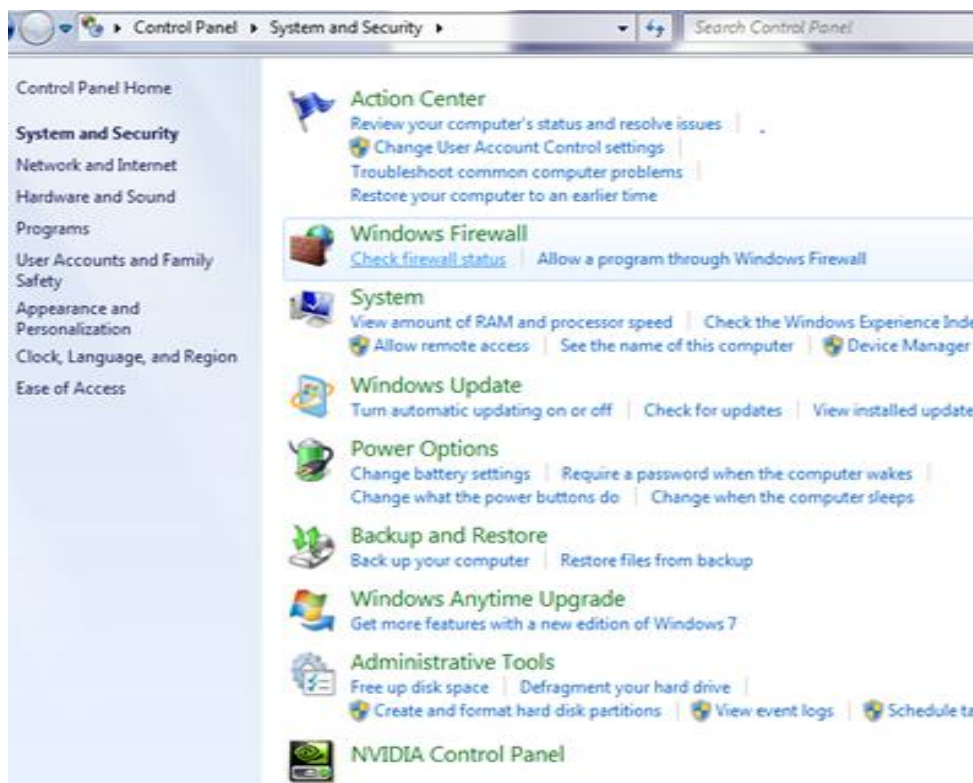 Control Panel ▸ System and Security ▸ Search Control Panel
Control Panel Home
System and Security
Network and Internet
Hardware and Sound
Programs
User Accounts and Family
Safety
Appearance and
Personalization
Clock, Language, and Region
Ease of Access
Action Center
Review your computer's status and resolve issues
Change User Account Control settings
Troubleshoot common computer problems
Restore your computer to an earlier time
Windows Firewall
Check firewall status Allow a program through Windows Firewall
System
View amount of RAM and processor speed Check the Windows Experience Inde
Allow remote access See the name of this computer Device Manager
Windows Update
Turn automatic updating on or off Check for updates View installed update
Power Options
Change battery settings Require a password when the computer wakes
Change what the power buttons do Change when the computer sleeps
Backup and Restore
Back up your computer Restore files from backup
Windows Anytime Upgrade
Get more features with a new edition of Windows 7
Administrative Tools
Free up disk space Defragment your hard drive
Create and format hard disk partitions View event logs Schedule ta
NVIDIA Control Panel